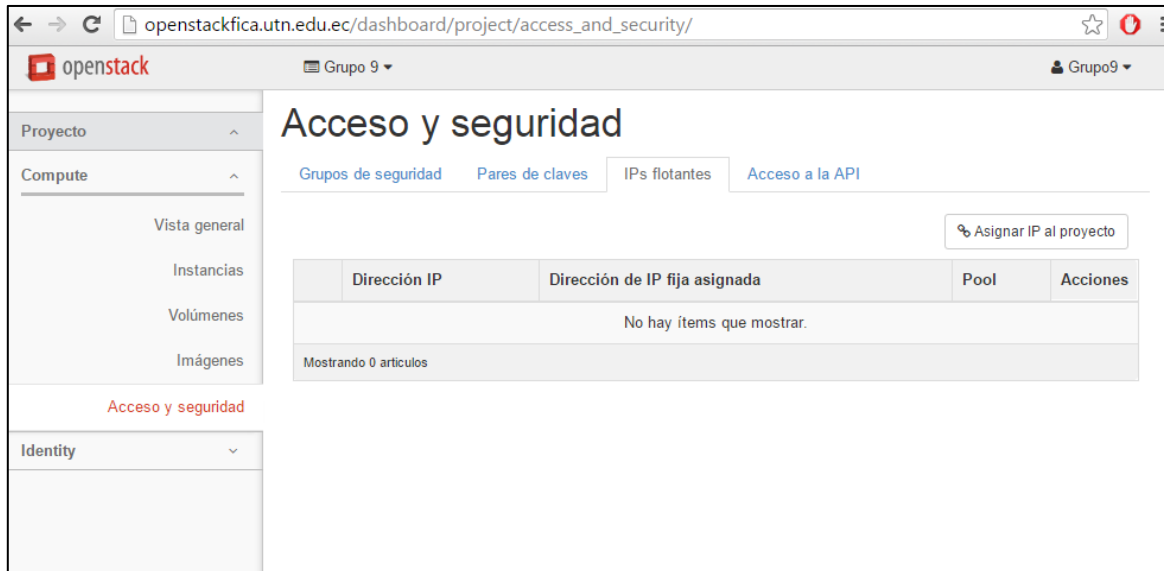 openstackfica.utn.edu.ec/dashboard/project/access_and_security/
openstack
Grupo 9
Grupo9
Proyecto
Compute
Vista general
Instancias
Volúmenes
Imágenes
Acceso y seguridad
Identity
Acceso y seguridad
Grupos de seguridad Pares de claves IPs flotantes Acceso a la API
Asignar IP al proyecto
Dirección IP Dirección de IP fija asignada Pool Acciones
No hay ítems que mostrar.
Mostrando 0 articulos